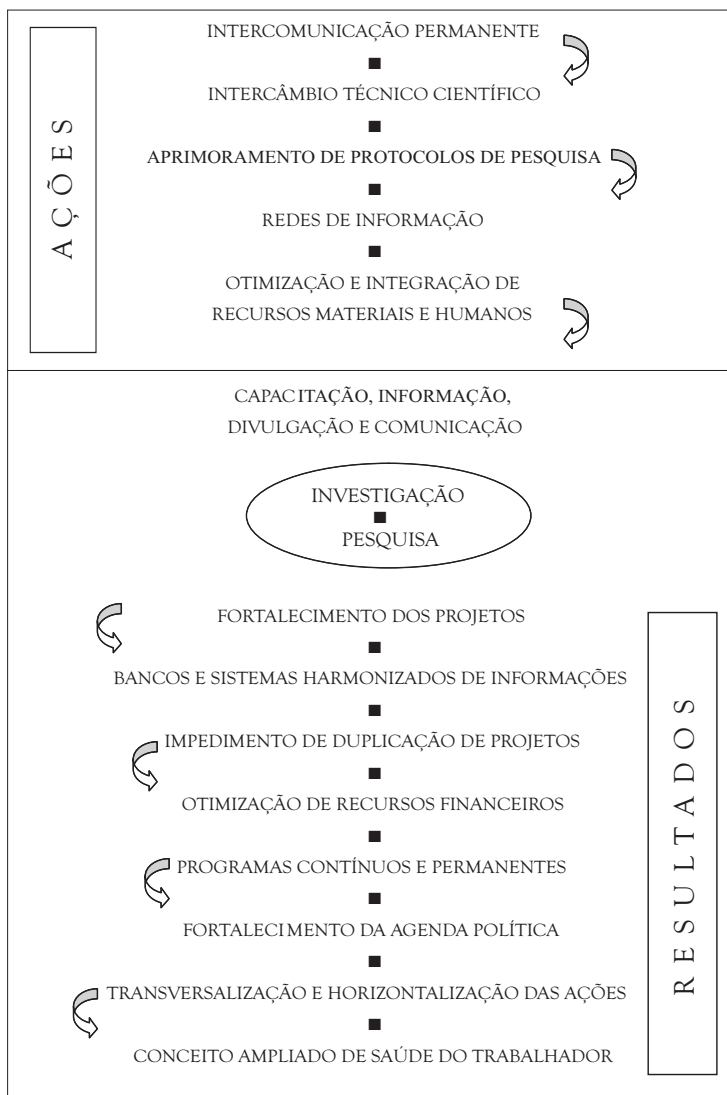 AÇÕES
INTERCOMUNICAÇÃO PERMANENTE
INTERCÂMBIO TÉCNICO CIENTÍFICO
APRIMORAMENTO DE PROTOCOLOS DE PESQUISA
REDES DE INFORMAÇÃO
OTIMIZAÇÃO E INTEGRAÇÃO DE
RECURSOS MATERIAIS E HUMANOS
CAPACITAÇÃO, INFORMAÇÃO,
DIVULGAÇÃO E COMUNICAÇÃO
INVESTIGAÇÃO
PESQUISA
RESULTADOS
FORTALECIMENTO DOS PROJETOS
BANCOS E SISTEMAS HARMONIZADOS DE INFORMAÇÕES
IMPEDIMENTO DE DUPLICAÇÃO DE PROJETOS
OTIMIZAÇÃO DE RECURSOS FINANCEIROS
PROGRAMAS CONTÍNUOS E PERMANENTES
FORTALECIMENTO DA AGENDA POLÍTICA
TRANSVERSALIZAÇÃO E HORIZONTALIZAÇÃO DAS AÇÕES
CONCEITO AMPLIADO DE SAÚDE DO TRABALHADOR